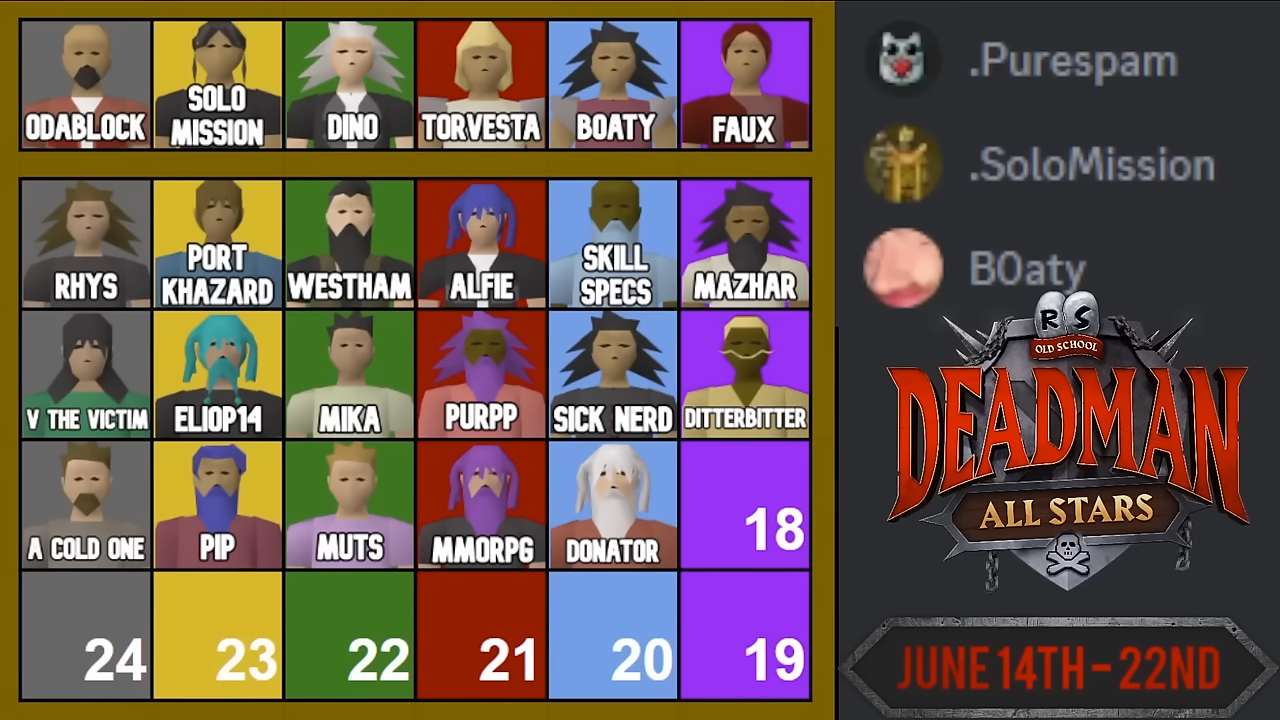 ODABLOCK
SOLO
MISSION
DINO
TORVESTA
BOATY
FAUX
RHYS
PORT
KHAZARD
WESTHAM
ALFIE
SKILL
SPECS
MAZHAR
V THE VICTIM
ELIOP14
MIKA
PURPP
SICK NERD
DITTERBITTER
A COLD ONE
PIP
MUTS
MMORPG
DONATOR
18
24
23
22
21
20
19
.Purespam
.SoloMission
B0aty
RS
OLD SCHOOL
DEADMAN
ALL STARS
JUNE 14TH - 22ND